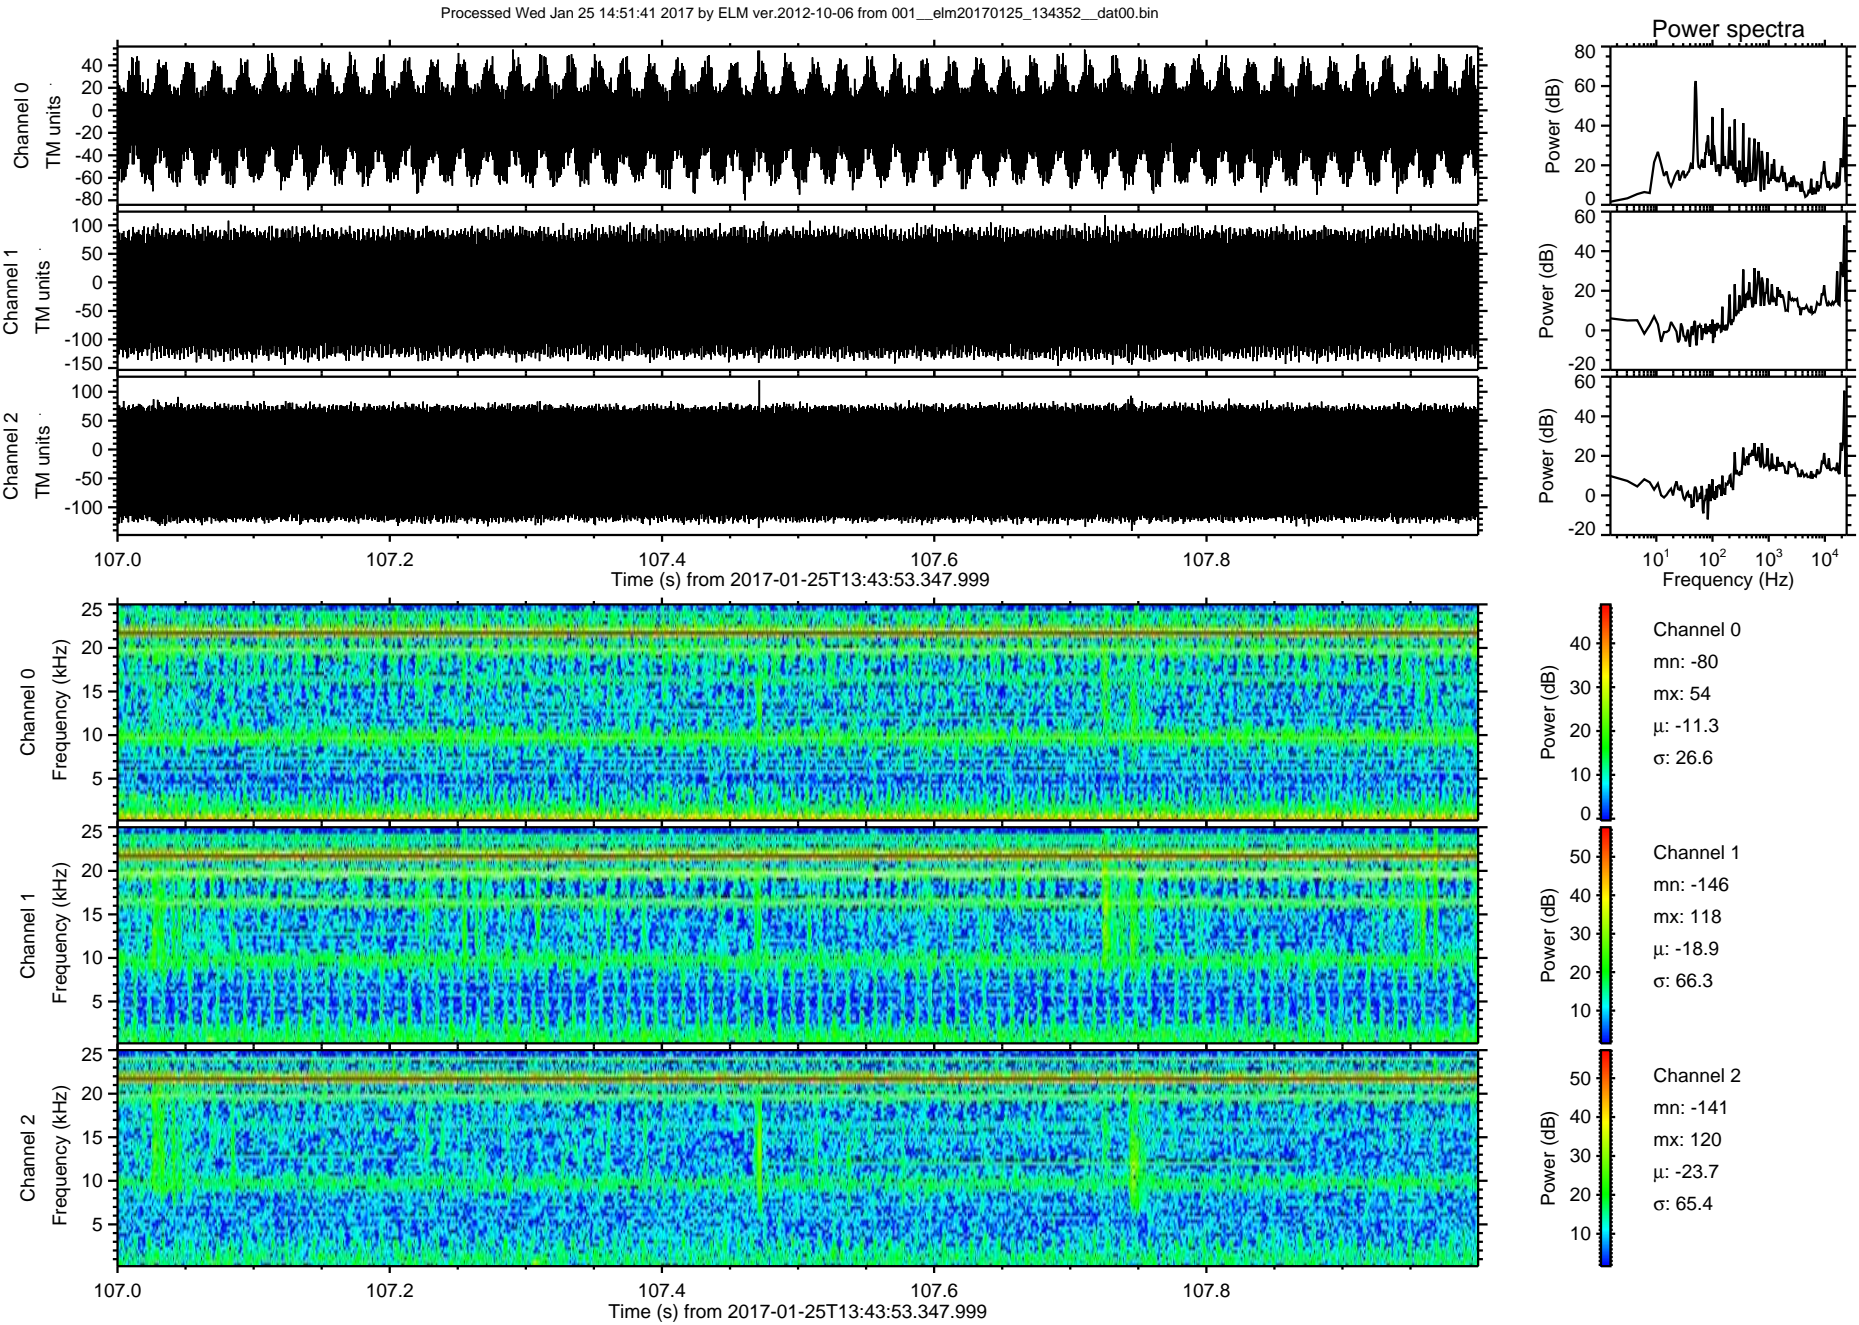 Processed Wed Jan 25 14:51:41 2017 by ELM ver.2012-10-06 from 001__elm20170125_134352__dat00.bin
Power spectra
Channel 0
TM units
40
20
0
-20
-40
-60
-80
Power (dB)
80
60
40
20
0
Channel 1
TM units
100
50
0
-50
-100
-150
Power (dB)
60
40
20
0
-20
Channel 2
TM units
100
50
0
-50
-100
Power (dB)
60
40
20
0
-20
107.0 107.2 107.4 107.6 107.8
Time (s) from 2017-01-25T13:43:53.347.999
10^1 10^2 10^3 10^4
Frequency (Hz)
Channel 0
Frequency (kHz)
25
20
15
10
5
Power (dB)
40
30
20
10
0
Channel 0
mn: -80
mx: 54
μ: -11.3
σ: 26.6
Channel 1
Frequency (kHz)
25
20
15
10
5
Power (dB)
50
40
30
20
10
Channel 1
mn: -146
mx: 118
μ: -18.9
σ: 66.3
Channel 2
Frequency (kHz)
25
20
15
10
5
Power (dB)
50
40
30
20
10
Channel 2
mn: -141
mx: 120
μ: -23.7
σ: 65.4
107.0 107.2 107.4 107.6 107.8
Time (s) from 2017-01-25T13:43:53.347.999